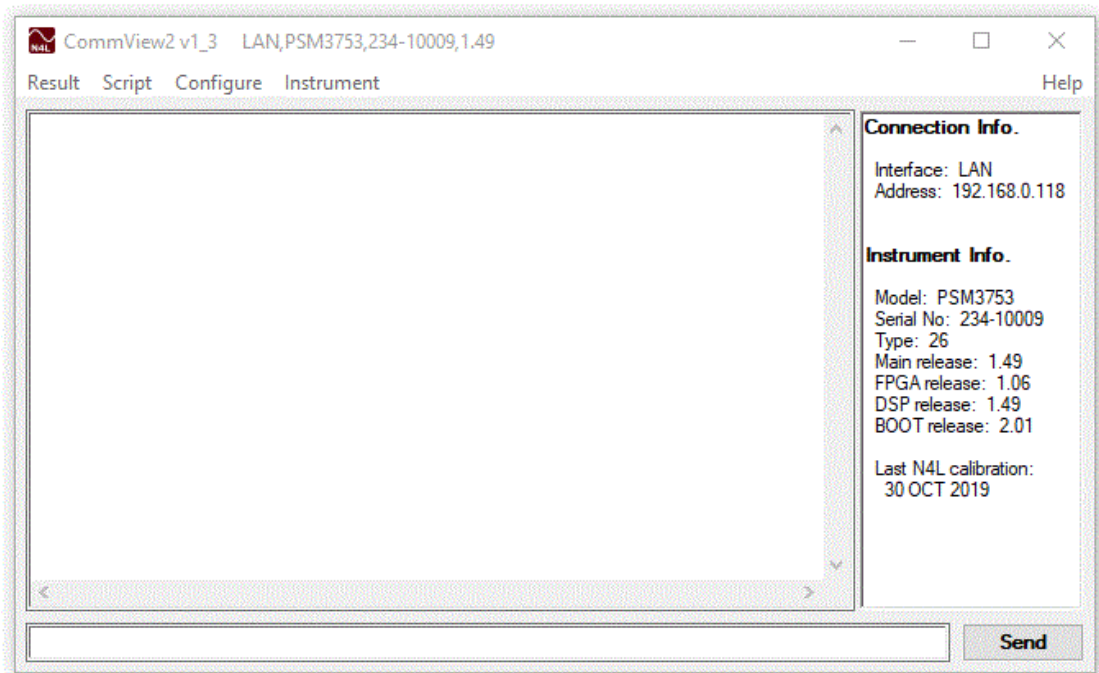 N4L CommView2 v1_3 LAN,PSM3753,234-10009,1.49
Result Script Configure Instrument Help
Connection Info.
Interface: LAN
Address: 192.168.0.118
Instrument Info.
Model: PSM3753
Serial No: 234-10009
Type: 26
Main release: 1.49
FPGA release: 1.06
DSP release: 1.49
BOOT release: 2.01
Last N4L calibration:
30 OCT 2019
Send